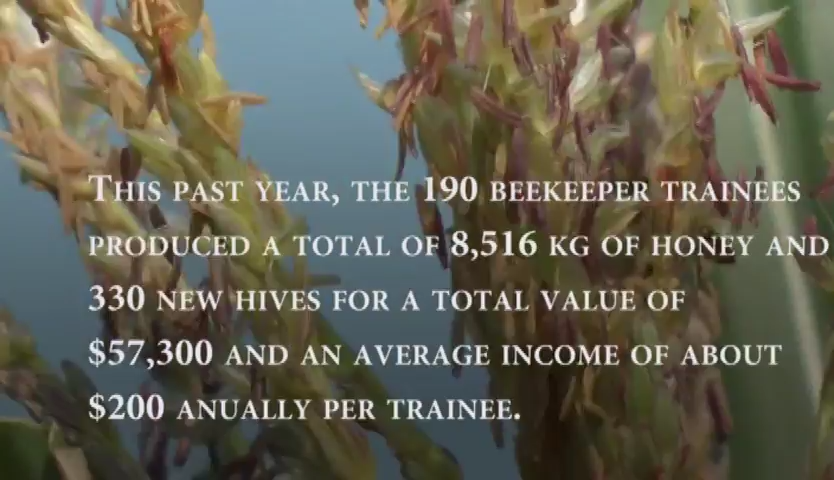 This past year, the 190 beekeeper trainees
produced a total of 8,516 kg of honey and
330 new hives for a total value of
$57,300 and an average income of about
$200 anually per trainee.